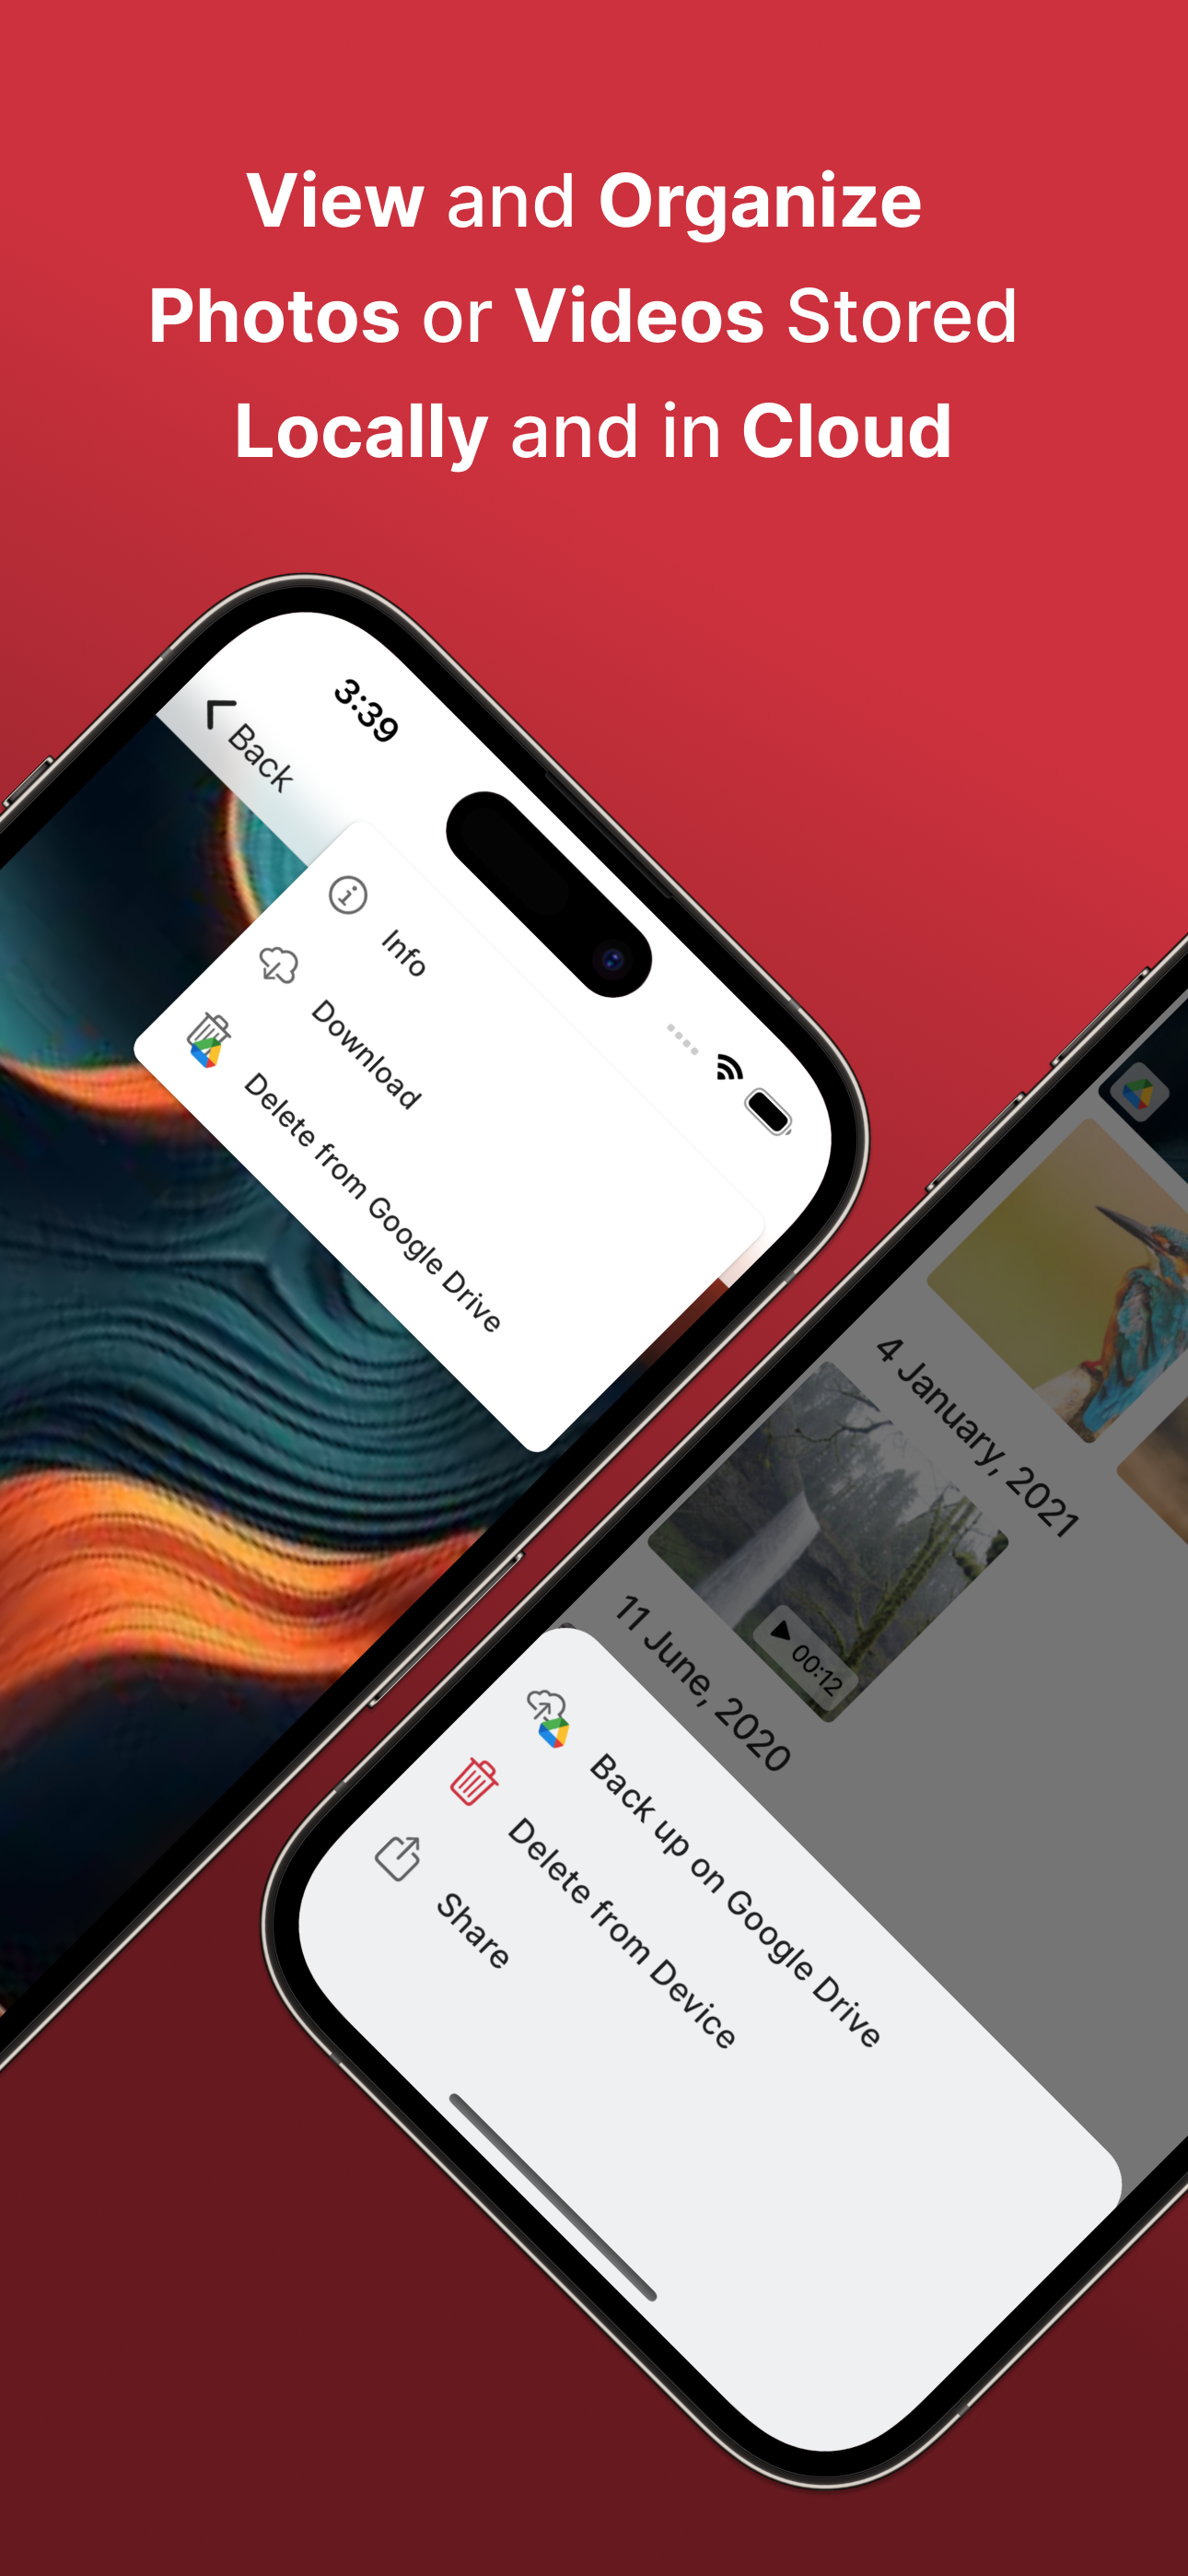 View and Organize
Photos or Videos Stored
Locally and in Cloud
3:39
Back
Info
Download
Delete from Google Drive
4 January, 2021
00:12
11 June, 2020
Back up on Google Drive
Delete from Device
Share